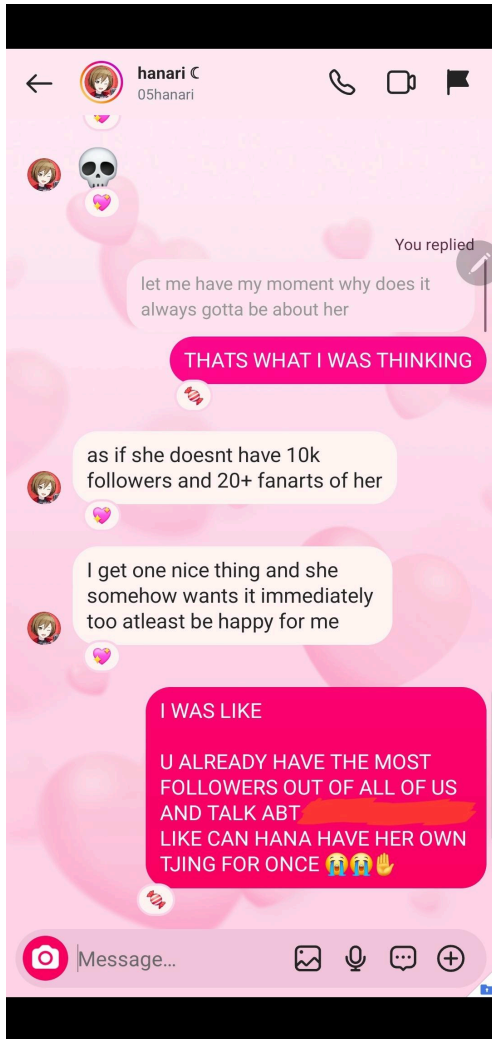 hanari ☾
05hanari
💀
You replied
let me have my moment why does it
always gotta be about her
THATS WHAT I WAS THINKING
as if she doesnt have 10k
followers and 20+ fanarts of her
I get one nice thing and she
somehow wants it immediately
too atleast be happy for me
I WAS LIKE
U ALREADY HAVE THE MOST
FOLLOWERS OUT OF ALL OF US
AND TALK ABT
LIKE CAN HANA HAVE HER OWN
TJING FOR ONCE 😭😭✋
Message...